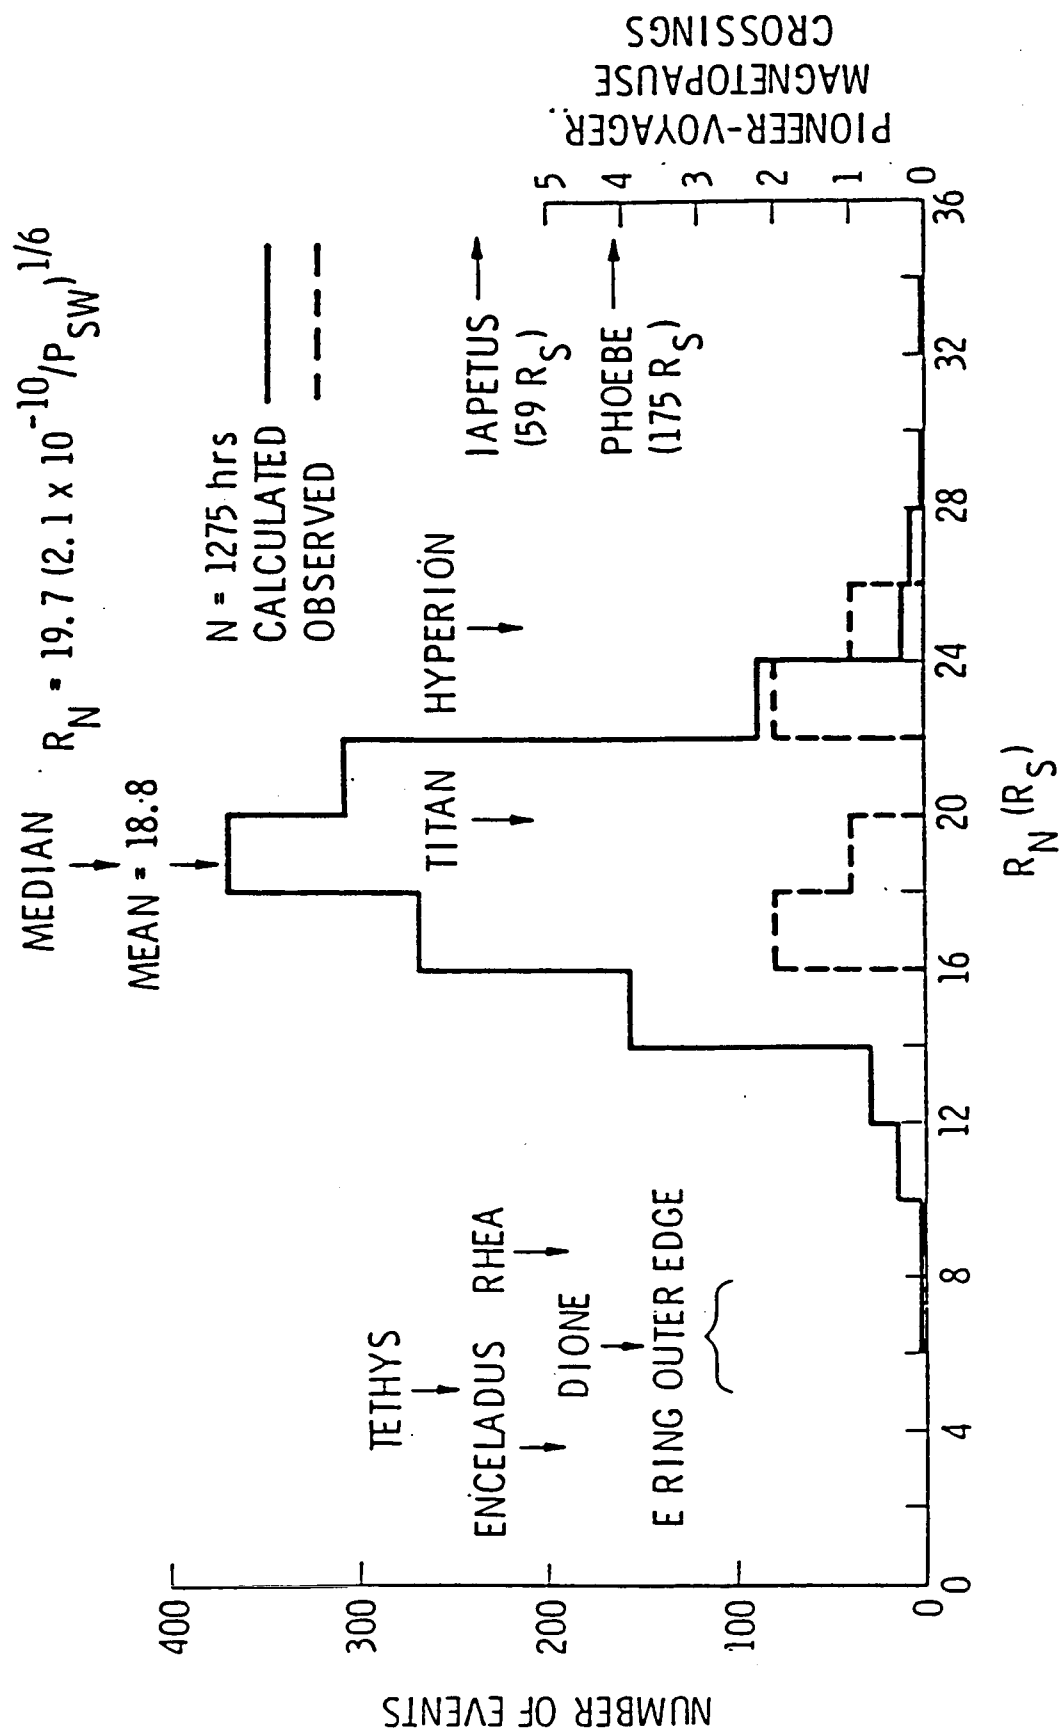 MEDIAN R_N = 19.7 (2.1 x 10^-10/P_SW)^1/6
MEAN = 18.8
N = 1275 hrs
CALCULATED
OBSERVED
TETHYS
ENCELADUS RHEA
DIONE
E RING OUTER EDGE
TITAN
HYPERION
IAPETUS
(59 R_S)
PHOEBE
(175 R_S)
NUMBER OF EVENTS
400
300
200
100
0
PIONEER-VOYAGER
MAGNETOPAUSE
CROSSINGS
5
4
3
2
1
0
0 4 8 12 16 20 24 28 32 36
R_N (R_S)